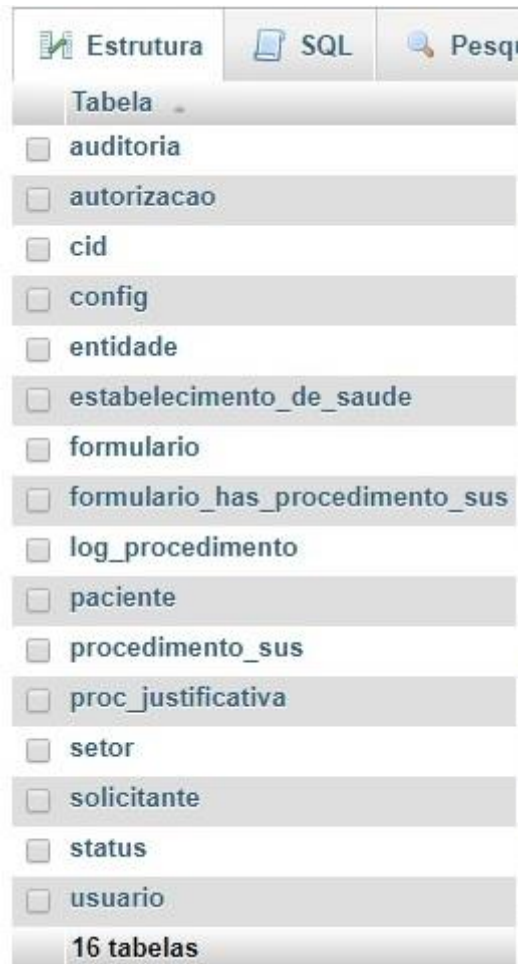 Estrutura SQL
Tabela
auditoria
autorizacao
cid
config
entidade
estabelecimento_de_saude
formulario
formulario_has_procedimento_sus
log_procedimento
paciente
procedimento_sus
proc_justificativa
setor
solicitante
status
usuario
16 tabelas